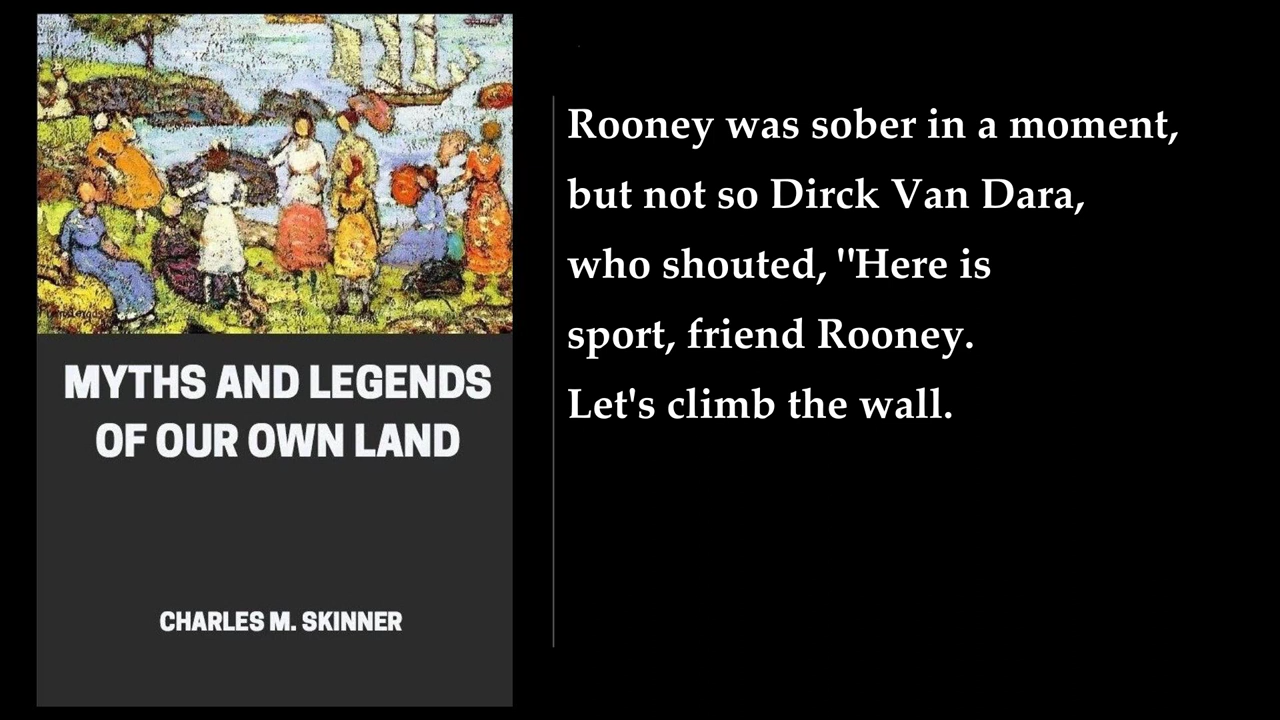 MYTHS AND LEGENDS
OF OUR OWN LAND
CHARLES M. SKINNER
Rooney was sober in a moment,
but not so Dirck Van Dara,
who shouted, "Here is
sport, friend Rooney.
Let's climb the wall.